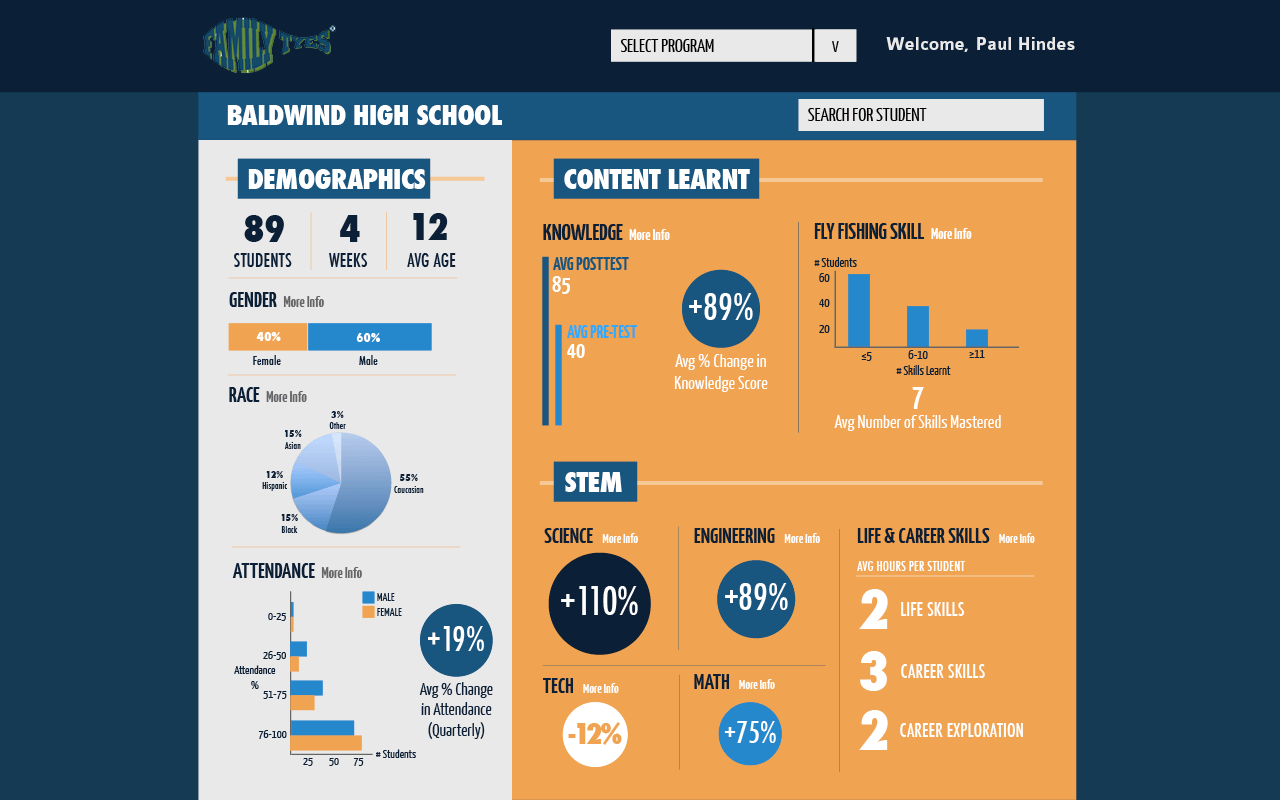 FAMILY TYES®
SELECT PROGRAM
V
Welcome, Paul Hindes
BALDWIND HIGH SCHOOL
SEARCH FOR STUDENT
DEMOGRAPHICS
89
STUDENTS
4
WEEKS
12
AVG AGE
GENDER More Info
40%
60%
Female
Male
RACE More Info
3%
Other
15%
Asian
12%
Hispanic
55%
Caucasian
15%
Black
ATTENDANCE More Info
MALE
FEMALE
0-25
26-50
Attendance
%
51-75
76-100
# Students
25 50 75
+19%
Avg % Change
in Attendance
(Quarterly)
CONTENT LEARNT
KNOWLEDGE More Info
AVG POSTTEST
85
AVG PRE-TEST
40
+89%
Avg % Change in
Knowledge Score
FLY FISHING SKILL More Info
# Students
60
40
20
≤5 6-10 ≥11
# Skills Learnt
7
Avg Number of Skills Mastered
STEM
SCIENCE More Info
+110%
ENGINEERING More Info
+89%
TECH More Info
-12%
MATH More Info
+75%
LIFE & CAREER SKILLS More Info
AVG HOURS PER STUDENT
2 LIFE SKILLS
3 CAREER SKILLS
2 CAREER EXPLORATION